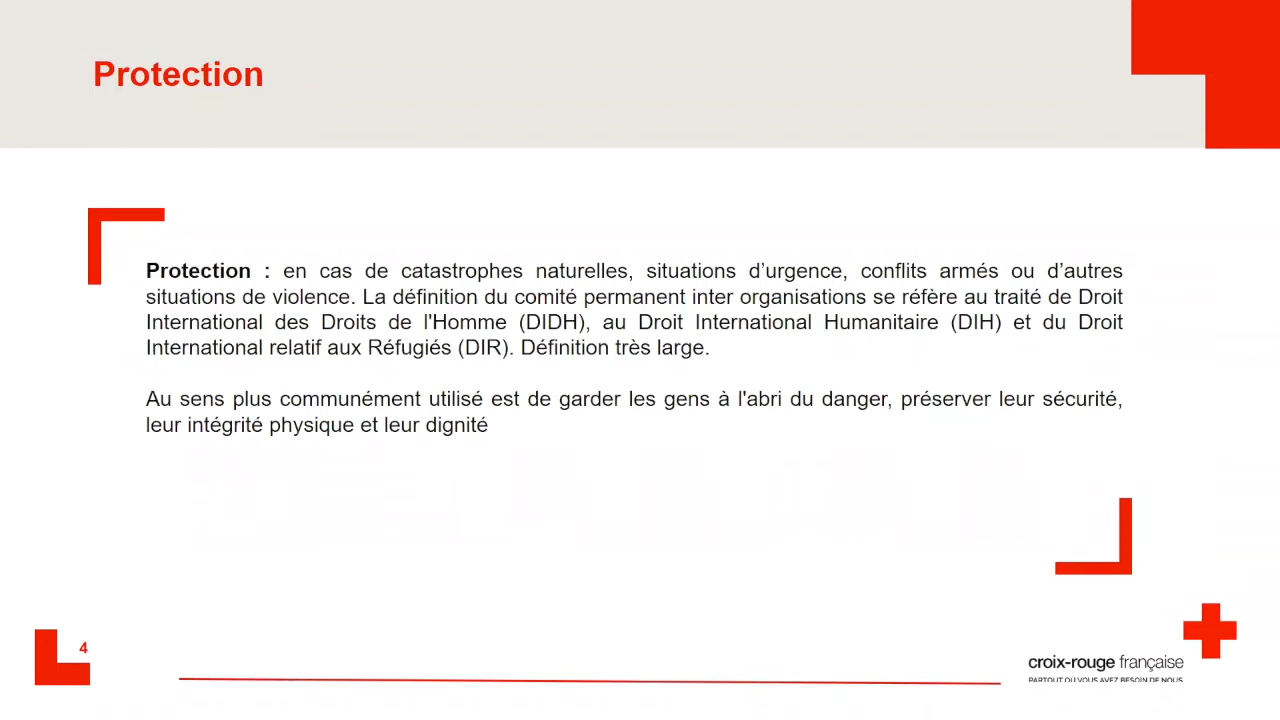 Protection
Protection : en cas de catastrophes naturelles, situations d’urgence, conflits armés ou d’autres
situations de violence. La définition du comité permanent inter organisations se réfère au traité de Droit
International des Droits de l'Homme (DIDH), au Droit International Humanitaire (DIH) et du Droit
International relatif aux Réfugiés (DIR). Définition très large.
Au sens plus communément utilisé est de garder les gens à l'abri du danger, préserver leur sécurité,
leur intégrité physique et leur dignité
4
croix-rouge française
PARTOUT OÙ VOUS AVEZ BESOIN DE NOUS